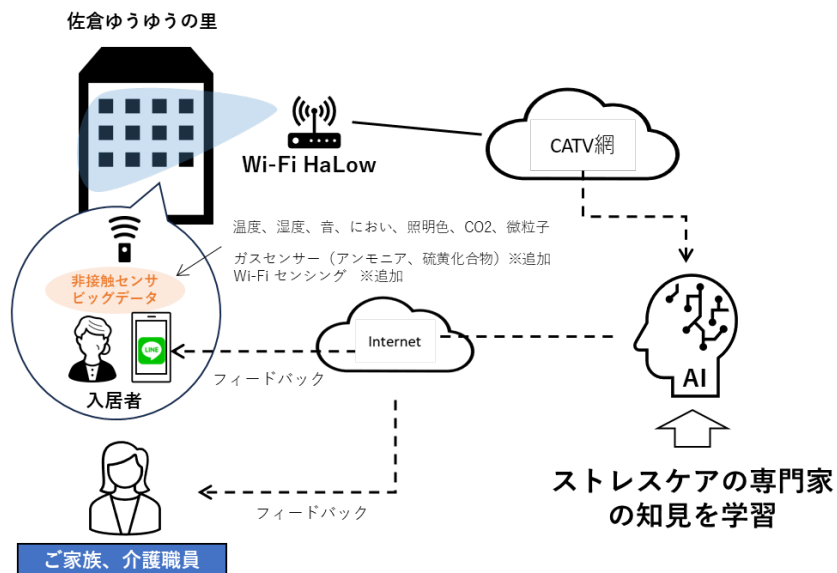 佐倉ゆうゆうの里
Wi-Fi HaLow
CATV網
温度、湿度、音、におい、照明色、CO2、微粒子
ガスセンサー（アンモニア、硫黄化合物）※追加
Wi-Fi センシング　※追加
非接触センサ
ビッグデータ
LINE
入居者
フィードバック
Internet
AI
ストレスケアの専門家
の知見を学習
フィードバック
ご家族、介護職員